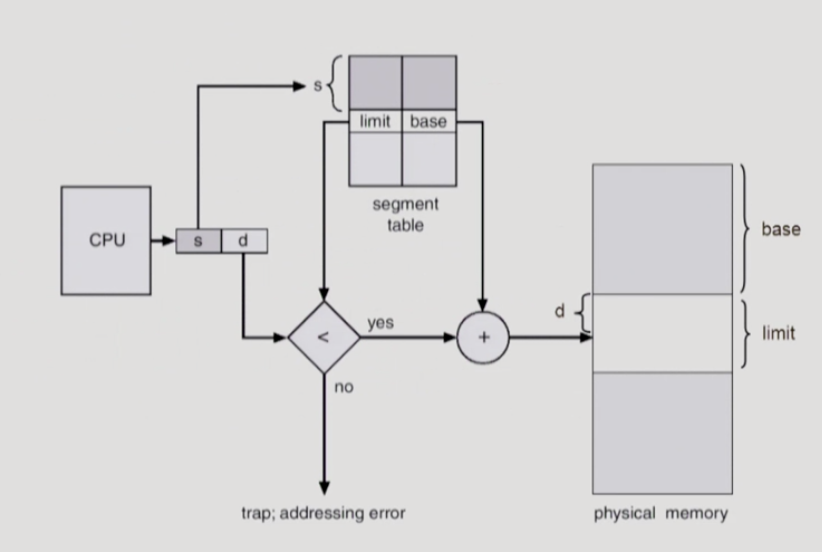 s
limit base
segment
table
CPU
s d
base
d
limit
<
yes
+
no
trap; addressing error
physical memory